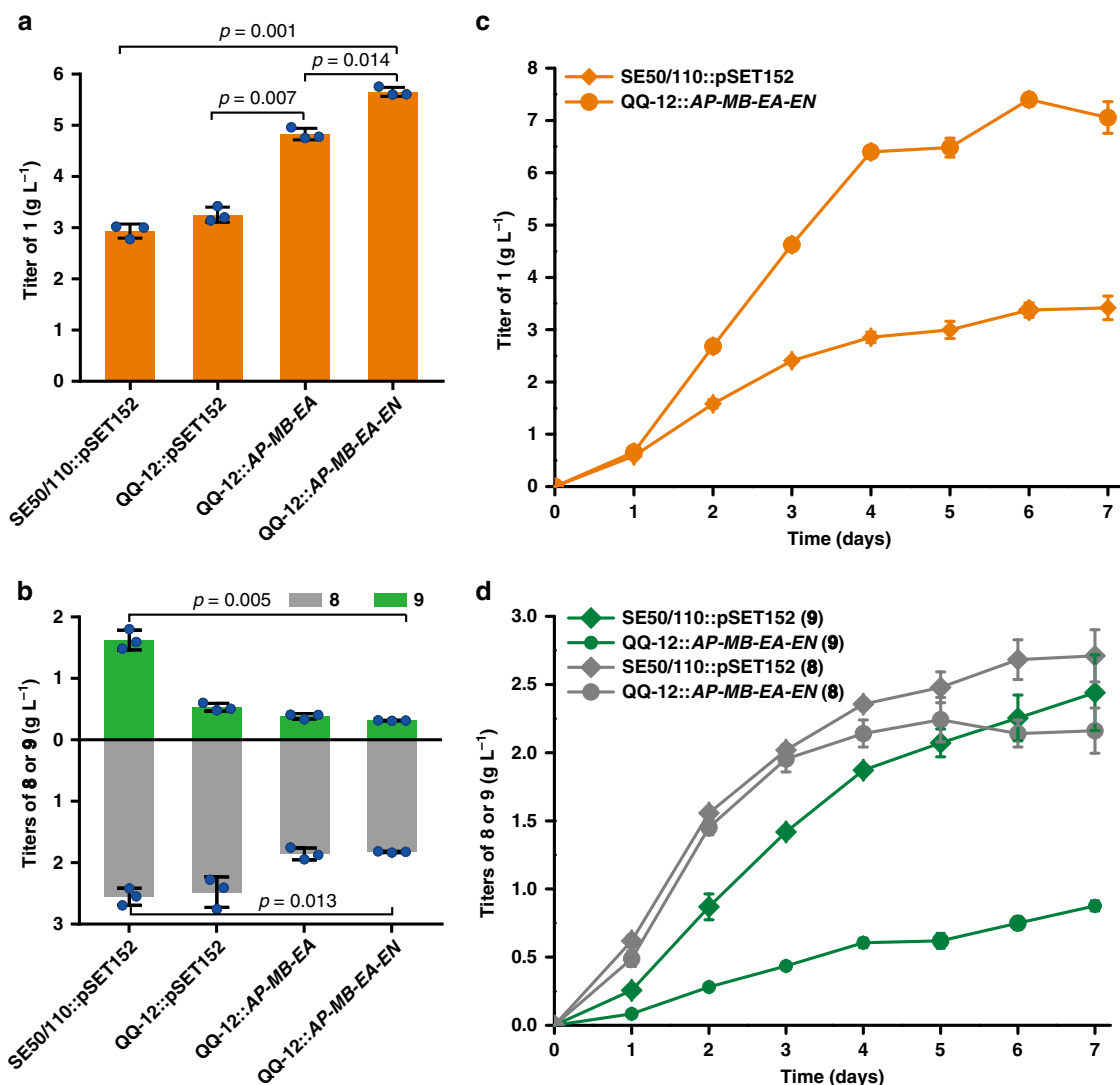 a
p = 0.001
p = 0.014
p = 0.007
6
5
4
3
2
1
0
Titer of 1 (g L⁻¹)
SE50/110::pSET152
QQ-12::pSET152
QQ-12::AP-MB-EA
QQ-12::AP-MB-EA-EN
c
SE50/110::pSET152
QQ-12::AP-MB-EA-EN
8
7
6
5
4
3
2
1
0
Titer of 1 (g L⁻¹)
0 1 2 3 4 5 6 7
Time (days)
b
p = 0.005
8
9
2
1
0
1
2
3
Titers of 8 or 9 (g L⁻¹)
p = 0.013
SE50/110::pSET152
QQ-12::pSET152
QQ-12::AP-MB-EA
QQ-12::AP-MB-EA-EN
d
SE50/110::pSET152 (9)
QQ-12::AP-MB-EA-EN (9)
SE50/110::pSET152 (8)
QQ-12::AP-MB-EA-EN (8)
3.0
2.5
2.0
1.5
1.0
0.5
0.0
Titers of 8 or 9 (g L⁻¹)
0 1 2 3 4 5 6 7
Time (days)